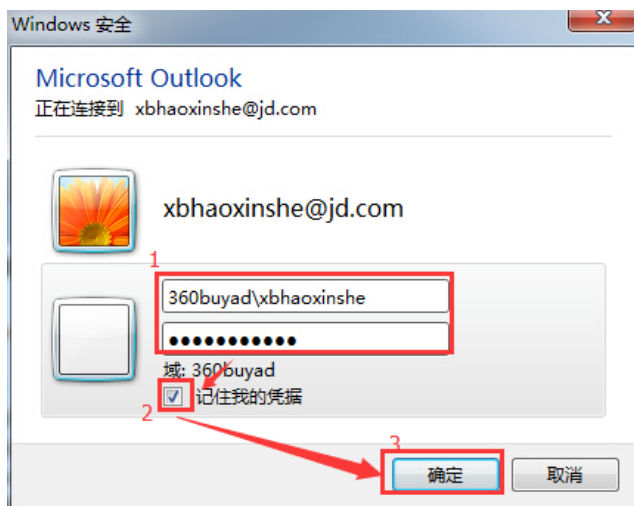 Windows 安全
Microsoft Outlook
正在连接到 xbhaoxinshe@jd.com
xbhaoxinshe@jd.com
1
360buyad\xbhaoxinshe
●●●●●●●●●●●
域: 360buyad
记住我的凭据
2
3
确定
取消